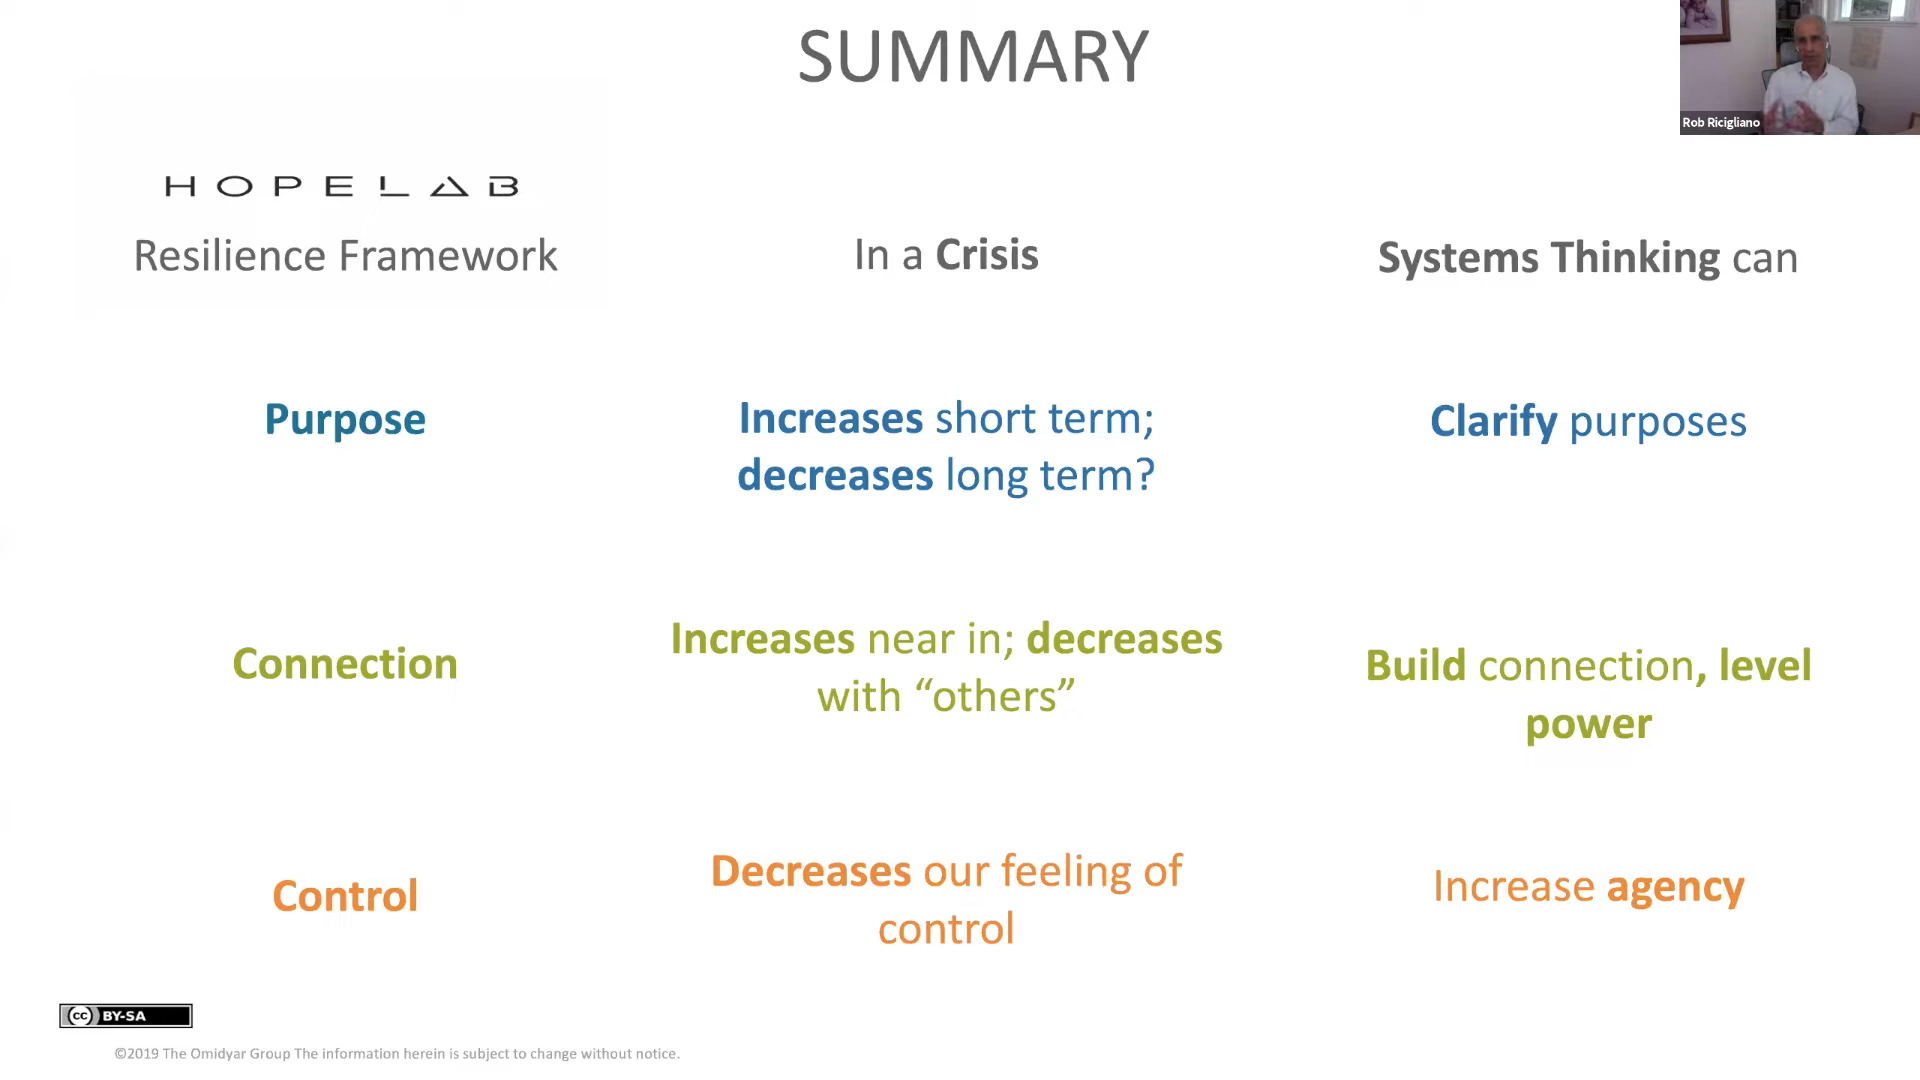 SUMMARY
Rob Ricigliano
HOPELAB
Resilience Framework
In a Crisis
Systems Thinking can
Purpose
Increases short term;
decreases long term?
Clarify purposes
Connection
Increases near in; decreases
with “others”
Build connection, level
power
Control
Decreases our feeling of
control
Increase agency
cc BY-SA
©2019 The Omidyar Group The information herein is subject to change without notice.